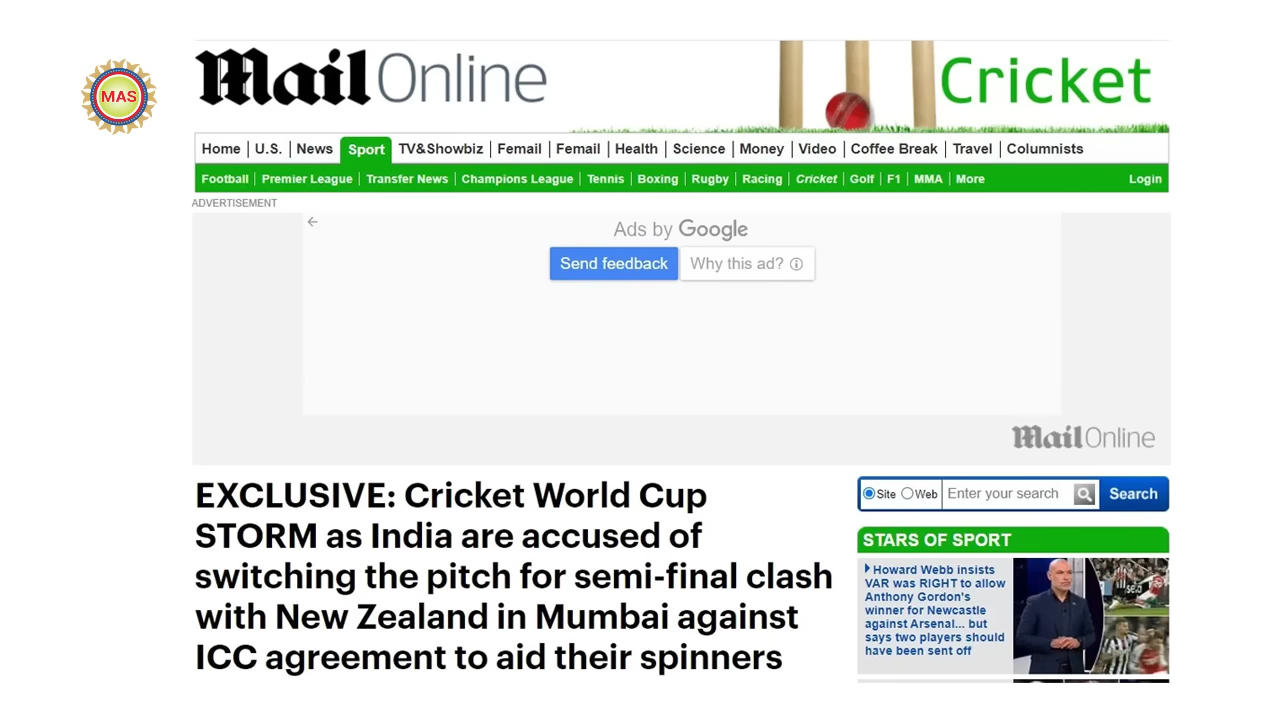 Mail Online
Cricket
MAS
Home U.S. News Sport TV&Showbiz Femail Femail Health Science Money Video Coffee Break Travel Columnists
Football Premier League Transfer News Champions League Tennis Boxing Rugby Racing Cricket Golf F1 MMA More Login
ADVERTISEMENT
Ads by Google
Send feedback Why this ad?
Mail Online
EXCLUSIVE: Cricket World Cup
STORM as India are accused of
switching the pitch for semi-final clash
with New Zealand in Mumbai against
ICC agreement to aid their spinners
Site Web Enter your search Search
STARS OF SPORT
Howard Webb insists
VAR was RIGHT to allow
Anthony Gordon's
winner for Newcastle
against Arsenal... but
says two players should
have been sent off